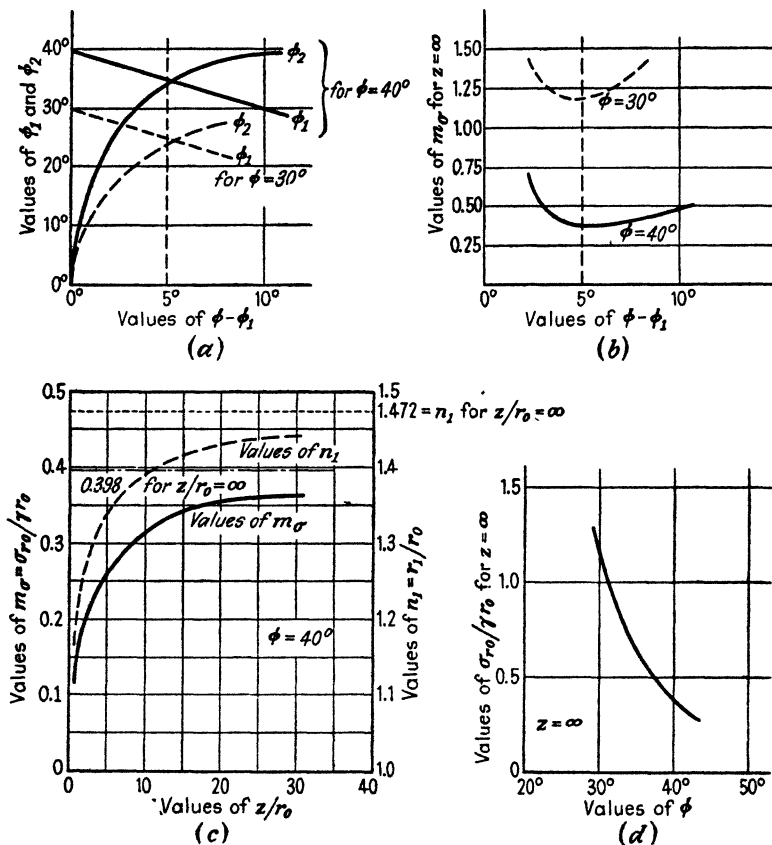 Values of ϕ₁ and ϕ₂
40°
30°
20°
10°
0°
ϕ₂
ϕ₁
for ϕ=40°
ϕ₂
ϕ₁
for ϕ=30°
0°
5°
10°
Values of ϕ-ϕ₁
(a)
Values of mσ for z=∞
1.50
1.25
1.00
0.75
0.50
0.25
ϕ=30°
ϕ=40°
0°
5°
10°
Values of ϕ-ϕ₁
(b)
Values of mσ=σr0/γr0
0.5
0.4
0.3
0.2
0.1
0
1.472=n₁ for z/r₀=∞
Values of n₁
0.398 for z/r₀=∞
Values of mσ
ϕ=40°
1.5
1.4
1.3
1.2
1.1
1.0
Values of n₁=r₁/r₀
0
10
20
30
40
Values of z/r₀
(c)
Values of σr0/γr0 for z=∞
1.5
1.0
0.5
0
z=∞
20°
30°
40°
50°
Values of ϕ
(d)